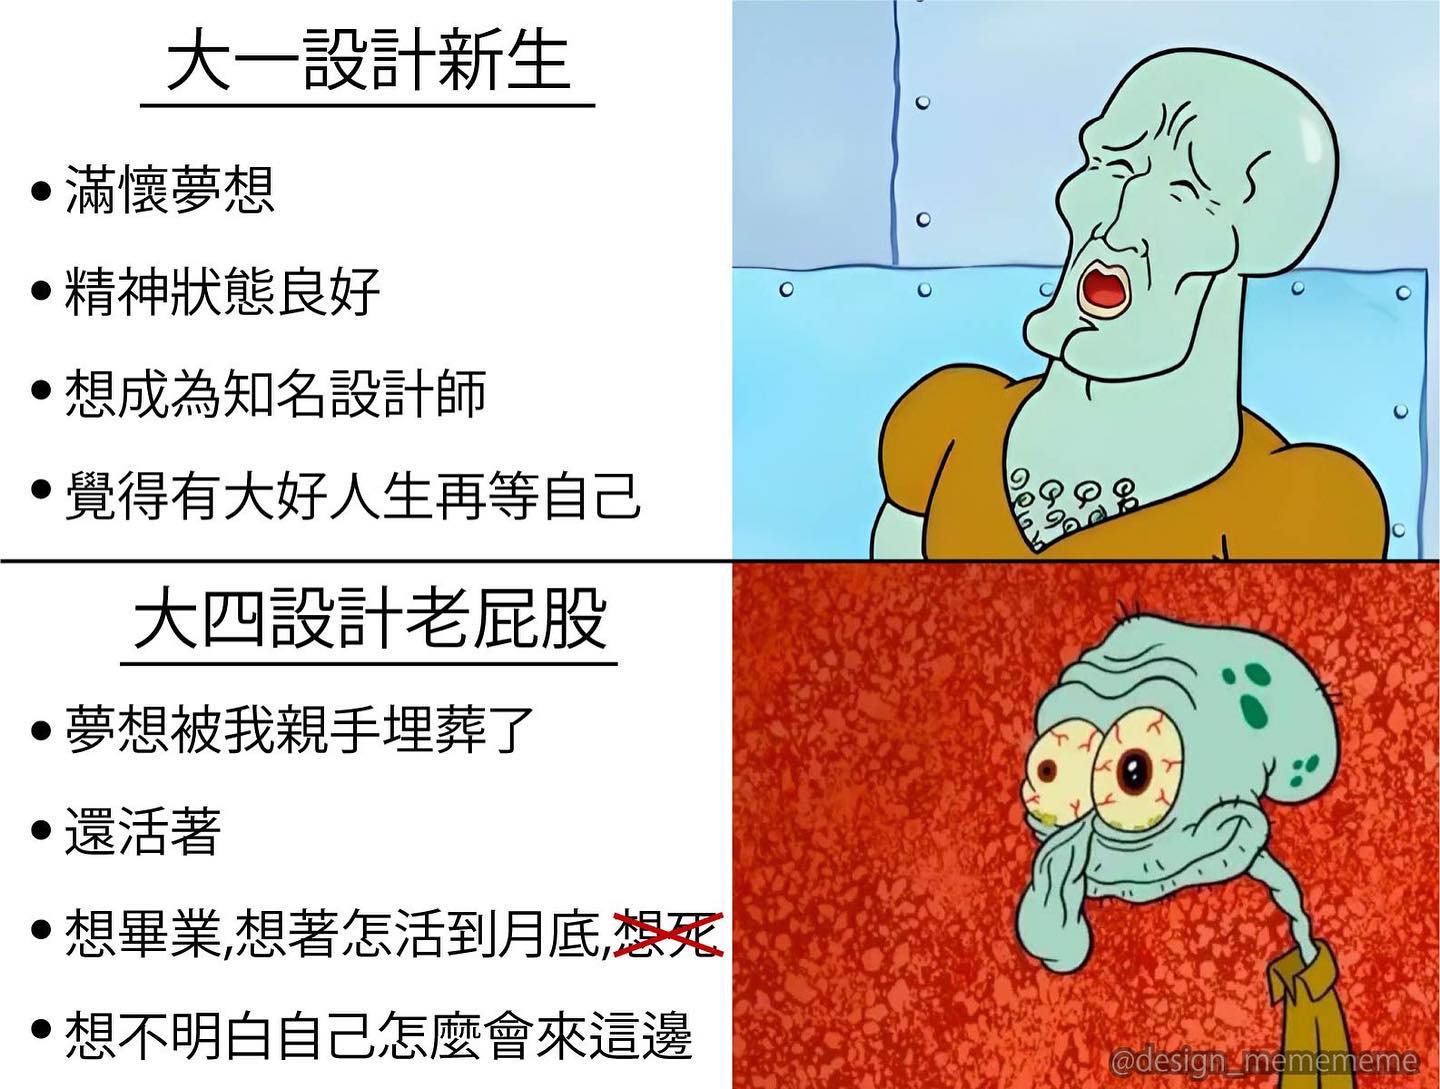 大一設計新生
• 滿懷夢想
• 精神狀態良好
• 想成為知名設計師
• 覺得有大好人生再等自己
大四設計老屁股
• 夢想被我親手埋葬了
• 還活著
• 想畢業,想著怎活到月底,想死
• 想不明白自己怎麼會來這邊
@design_memememe